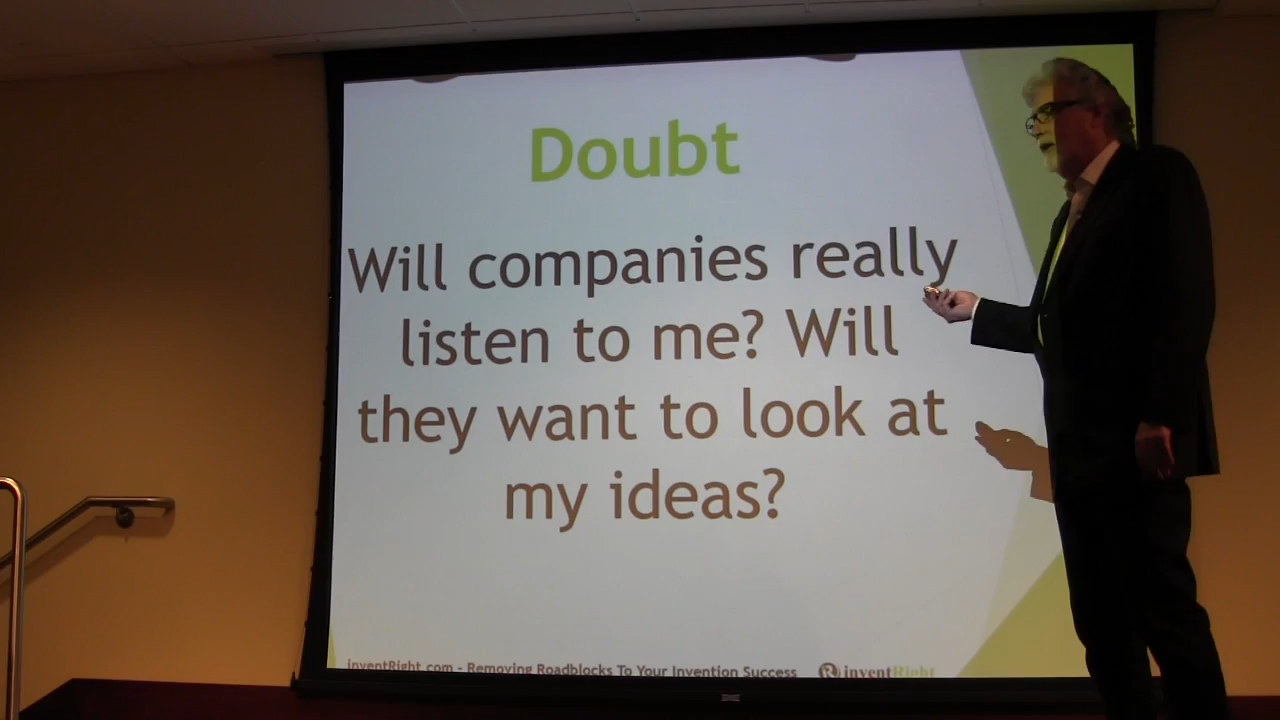 Doubt
Will companies really
listen to me? Will
they want to look at
my ideas?
inventRight.com - Removing Roadblocks To Your Invention Success
inventRight